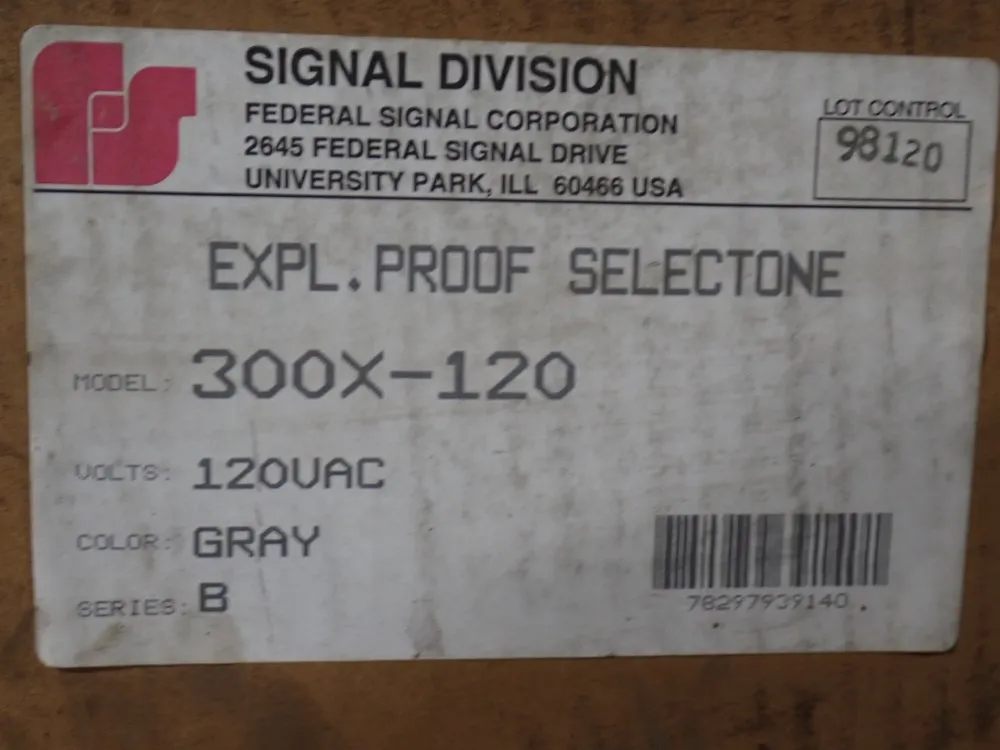 SIGNAL DIVISION
FEDERAL SIGNAL CORPORATION
2645 FEDERAL SIGNAL DRIVE
UNIVERSITY PARK, ILL 60466 USA
LOT CONTROL
98120
EXPL.PROOF SELECTONE
MODEL: 300X-120
VOLTS: 120VAC
COLOR: GRAY
SERIES: B
78297939140